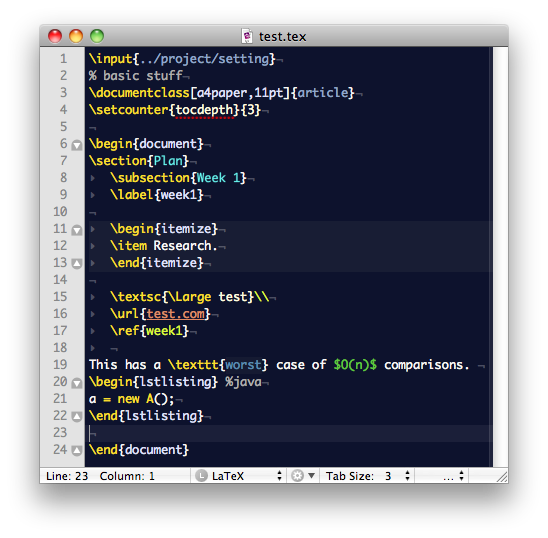 test.tex
1 \input{../project/setting}¬
2 % basic stuff¬
3 \documentclass[a4paper,11pt]{article}¬
4 \setcounter{tocdepth}{3}¬
5 ¬
6 \begin{document}¬
7 \section{Plan}¬
8 ‣ \subsection{Week 1}¬
9 ‣ \label{week1}¬
10 ¬
11 ‣ \begin{itemize}¬
12 ‣ \item Research.¬
13 ‣ \end{itemize}¬
14 ¬
15 ‣ \textsc{\Large test}\\¬
16 ‣ \url{test.com}¬
17 ‣ \ref{week1}¬
18 ‣ ¬
19 This has a \texttt{worst} case of $O(n)$ comparisons. ¬
20 \begin{lstlisting} %java¬
21 a = new A();¬
22 \end{lstlisting}¬
23 ¬
24 \end{document}
Line: 23 Column: 1 L LaTeX Tab Size: 3 ...